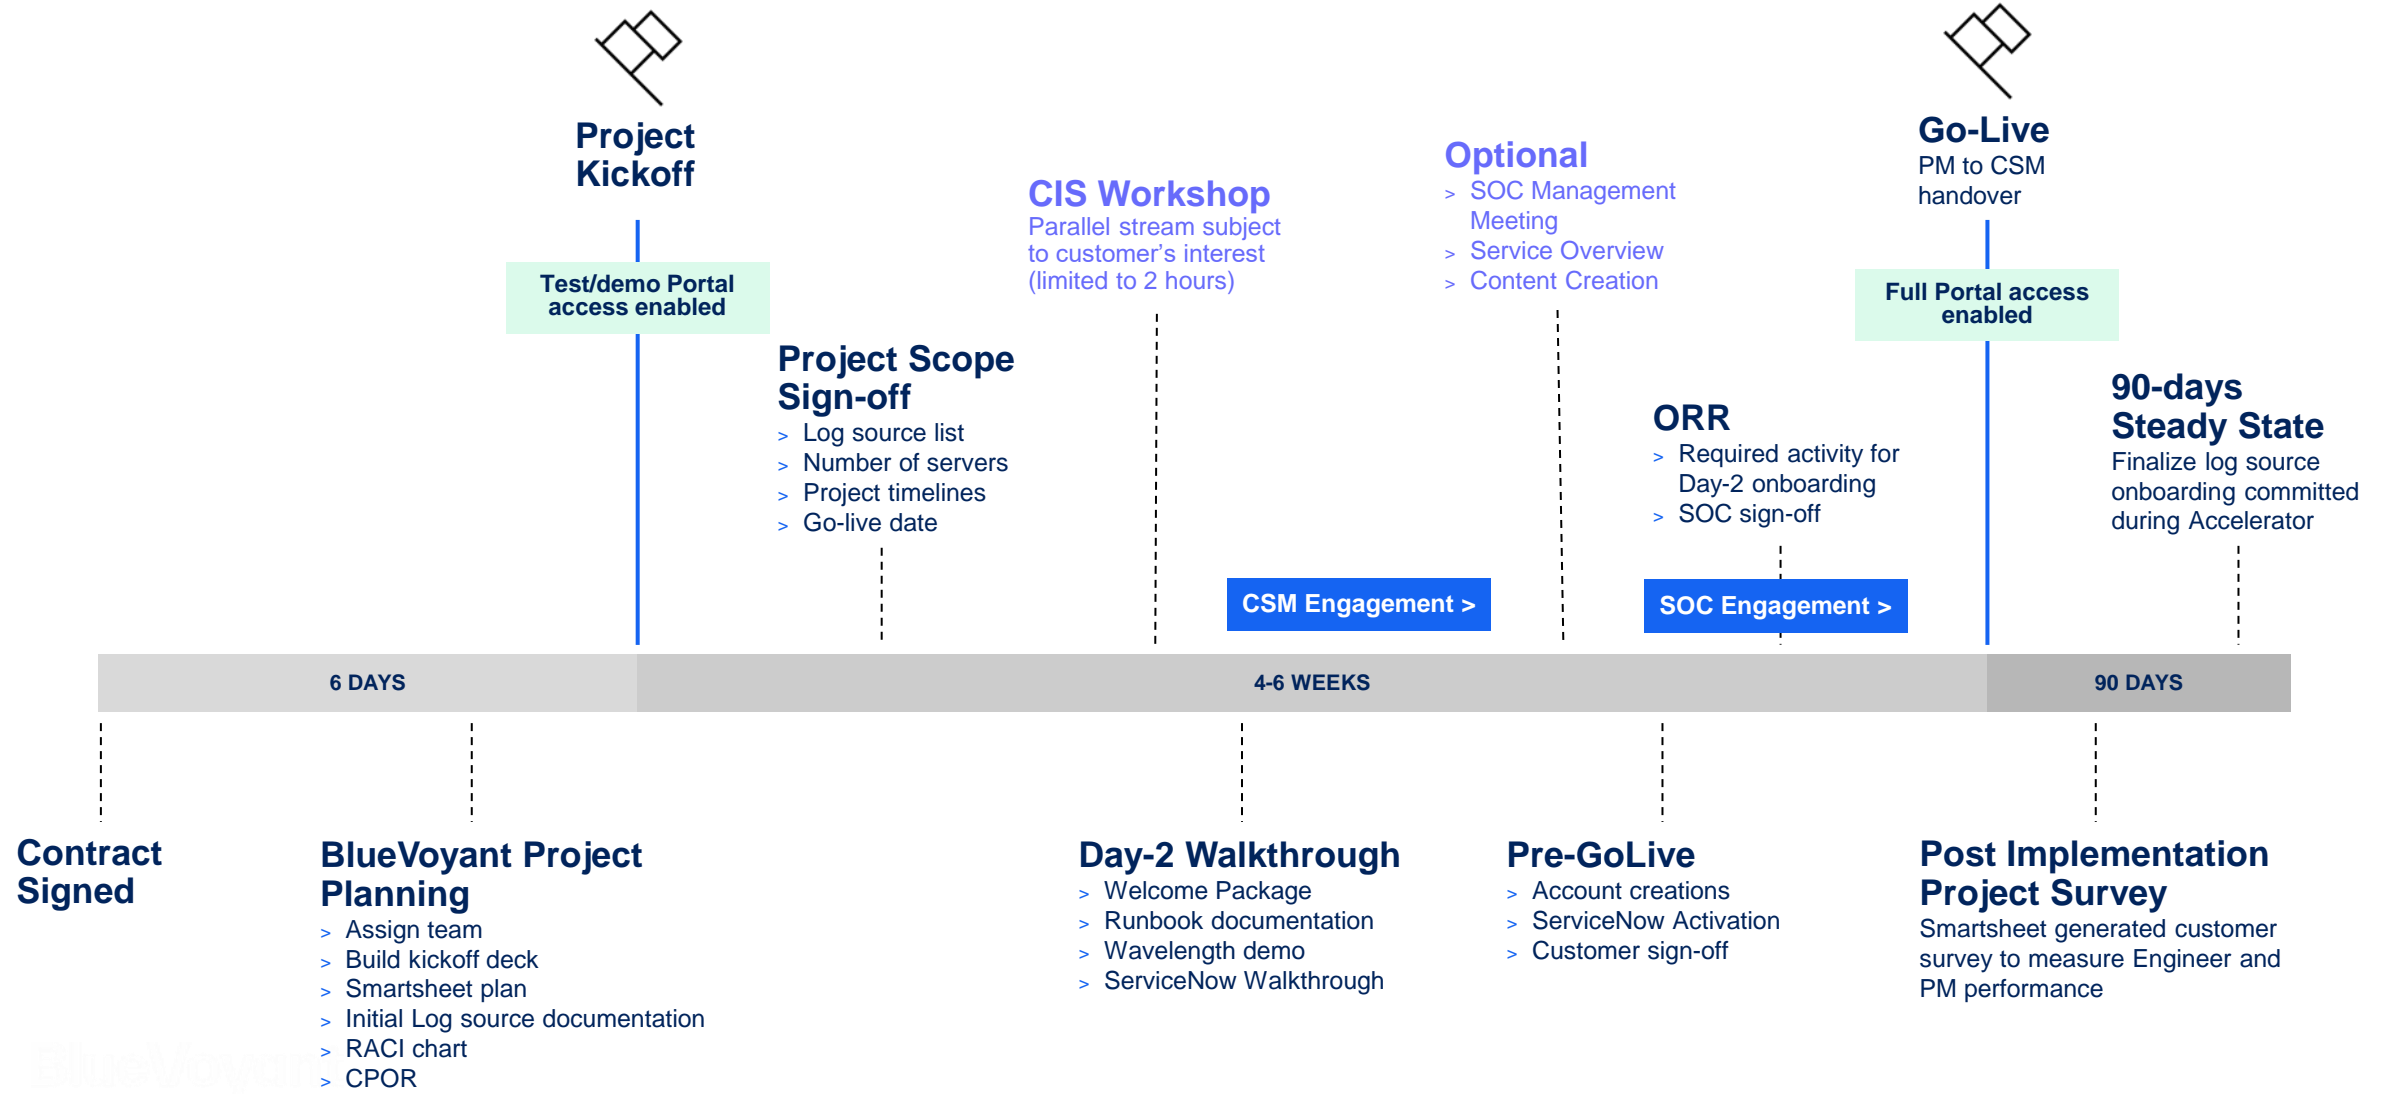 Project
Kickoff
Test/demo Portal
access enabled
Project Scope
Sign-off
> Log source list
> Number of servers
> Project timelines
> Go-live date
CIS Workshop
Parallel stream subject
to customer's interest
(limited to 2 hours)
Optional
> SOC Management
Meeting
> Service Overview
> Content Creation
CSM Engagement >
ORR
> Required activity for
Day-2 onboarding
> SOC sign-off
SOC Engagement >
Go-Live
PM to CSM
handover
Full Portal access
enabled
90-days
Steady State
Finalize log source
onboarding committed
during Accelerator
6 DAYS
4-6 WEEKS
90 DAYS
Contract
Signed
BlueVoyant Project
Planning
> Assign team
> Build kickoff deck
> Smartsheet plan
> Initial Log source documentation
> RACI chart
> CPOR
Day-2 Walkthrough
> Welcome Package
> Runbook documentation
> Wavelength demo
> ServiceNow Walkthrough
Pre-GoLive
> Account creations
> ServiceNow Activation
> Customer sign-off
Post Implementation
Project Survey
Smartsheet generated customer
survey to measure Engineer and
PM performance